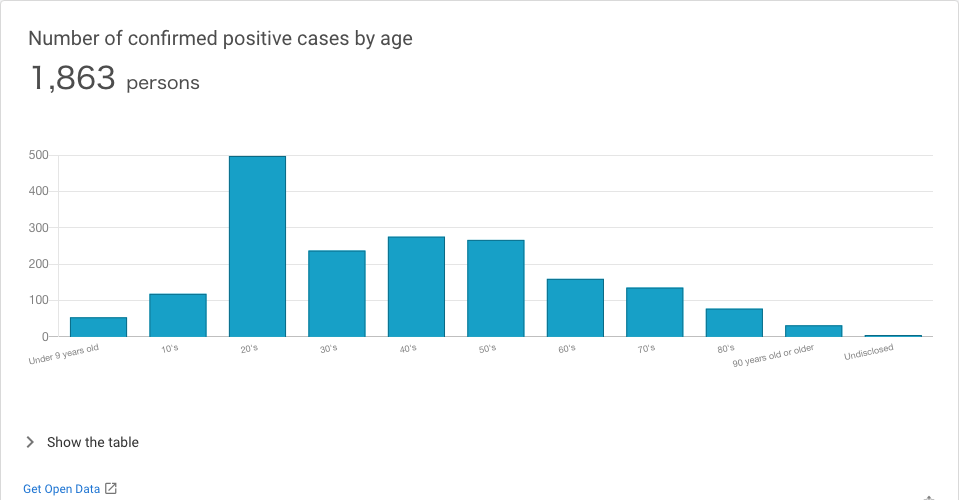 Number of confirmed positive cases by age
1,863 persons
500
400
300
200
100
0
Under 9 years old
10's
20's
30's
40's
50's
60's
70's
80's
90 years old or older
Undisclosed
Show the table
Get Open Data